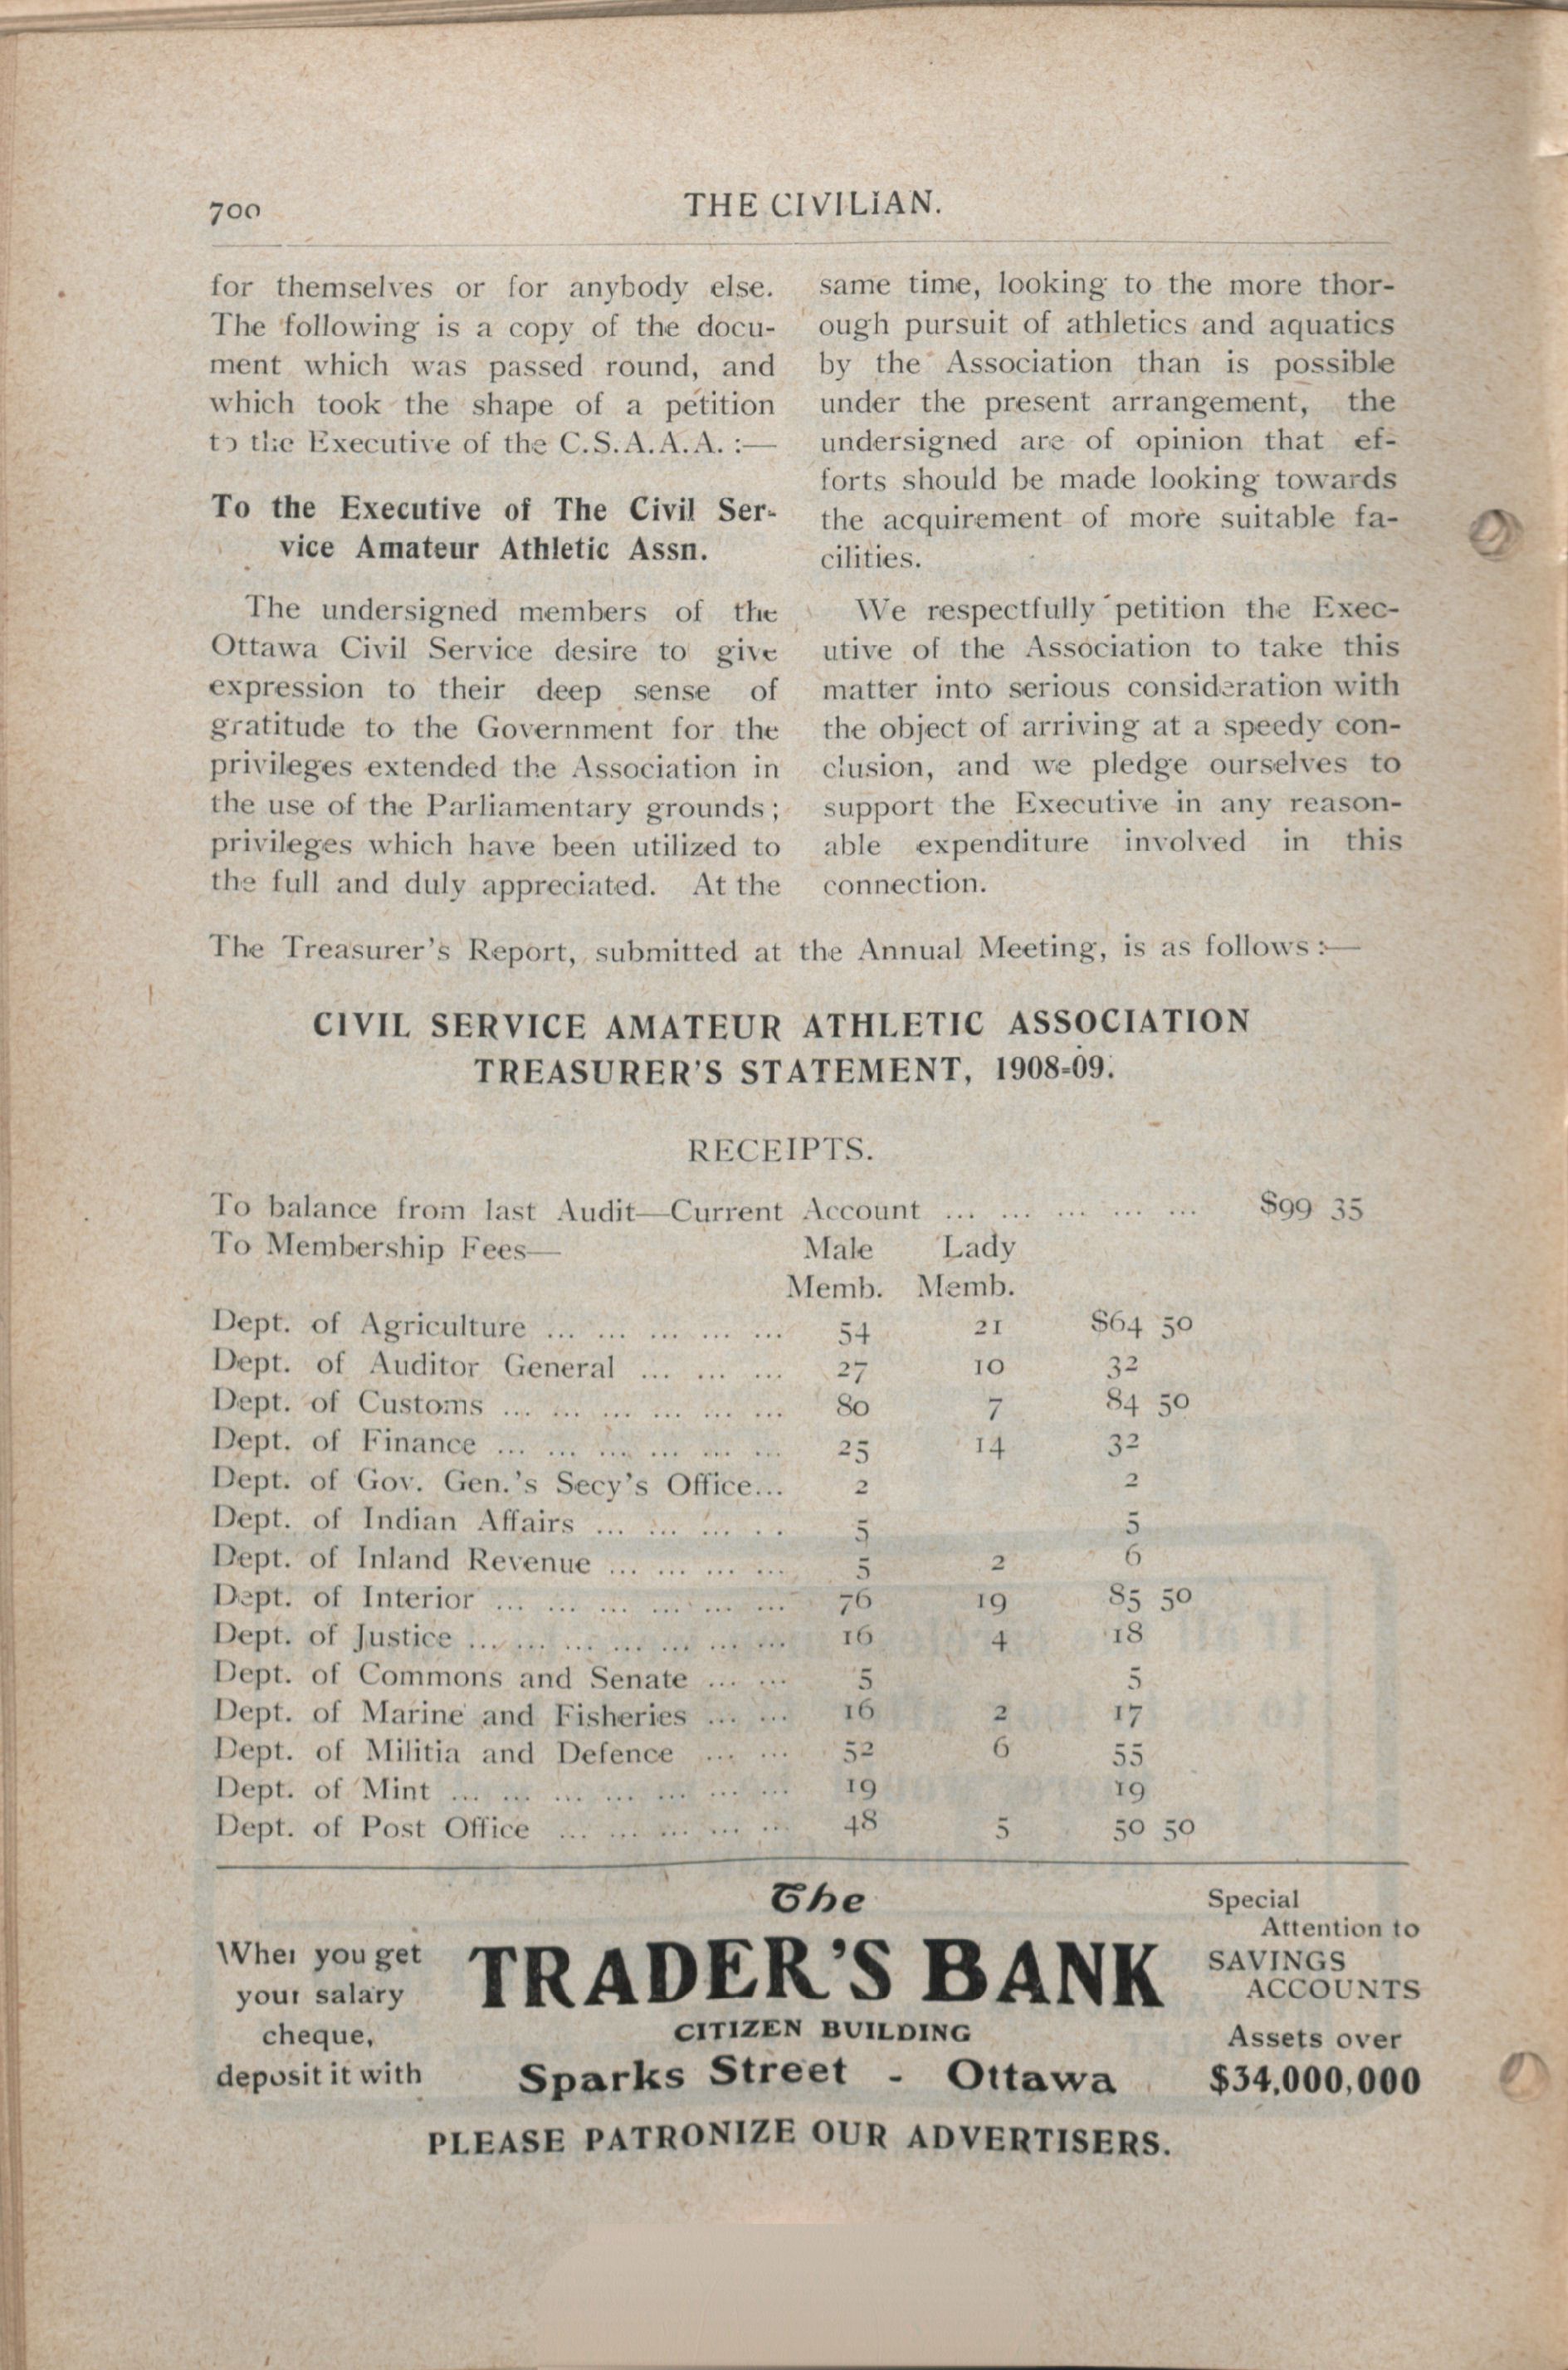 700
THE CIVILIAN.
for themselves or for anybody else.
The following is a copy of the docu-
ment which was passed round, and
which took the shape of a petition
to the Executive of the C.S.A.A.A. :—
To the Executive of The Civil Ser-
vice Amateur Athletic Assn.
The undersigned members of the
Ottawa Civil Service desire to give
expression to their deep sense of
gratitude to the Government for the
privileges extended the Association in
the use of the Parliamentary grounds;
privileges which have been utilized to
the full and duly appreciated. At the
same time, looking to the more thor-
ough pursuit of athletics and aquatics
by the Association than is possible
under the present arrangement, the
undersigned are of opinion that ef-
forts should be made looking towards
the acquirement of more suitable fa-
cilities.
We respectfully petition the Exec-
utive of the Association to take this
matter into serious consideration with
the object of arriving at a speedy con-
clusion, and we pledge ourselves to
support the Executive in any reason-
able expenditure involved in this
connection.
The Treasurer's Report, submitted at the Annual Meeting, is as follows :—
CIVIL SERVICE AMATEUR ATHLETIC ASSOCIATION
TREASURER'S STATEMENT, 1908-09.
RECEIPTS.
To balance from last Audit—Current Account ... ... ... ... ... $99 35
To Membership Fees— Male Lady
Memb. Memb.
Dept. of Agriculture ... ... ... ... ... 54 21 $64 50
Dept. of Auditor General ... ... ... 27 10 32
Dept. of Customs ... ... ... ... ... ... 80 7 84 50
Dept. of Finance ... ... ... ... ... ... 25 14 32
Dept. of Gov. Gen.'s Secy's Office... 2 2
Dept. of Indian Affairs ... ... ... . . 5 5
Dept. of Inland Revenue ... ... ... ... 5 2 6
Dept. of Interior ... ... ... ... ... ... 76 19 85 50
Dept. of Justice ... ... ... ... ... ... ... 16 4 18
Dept. of Commons and Senate ... ... 5 5
Dept. of Marine and Fisheries ... ... 16 2 17
Dept. of Militia and Defence ... ... 52 6 55
Dept. of Mint ... ... ... ... ... ... ... 19 19
Dept. of Post Office ... ... ... ... ... 48 5 50 50
When you get
your salary
cheque,
deposit it with
The
TRADER'S BANK
CITIZEN BUILDING
Sparks Street - Ottawa
Special
Attention to
SAVINGS
ACCOUNTS
Assets over
$34,000,000
PLEASE PATRONIZE OUR ADVERTISERS.